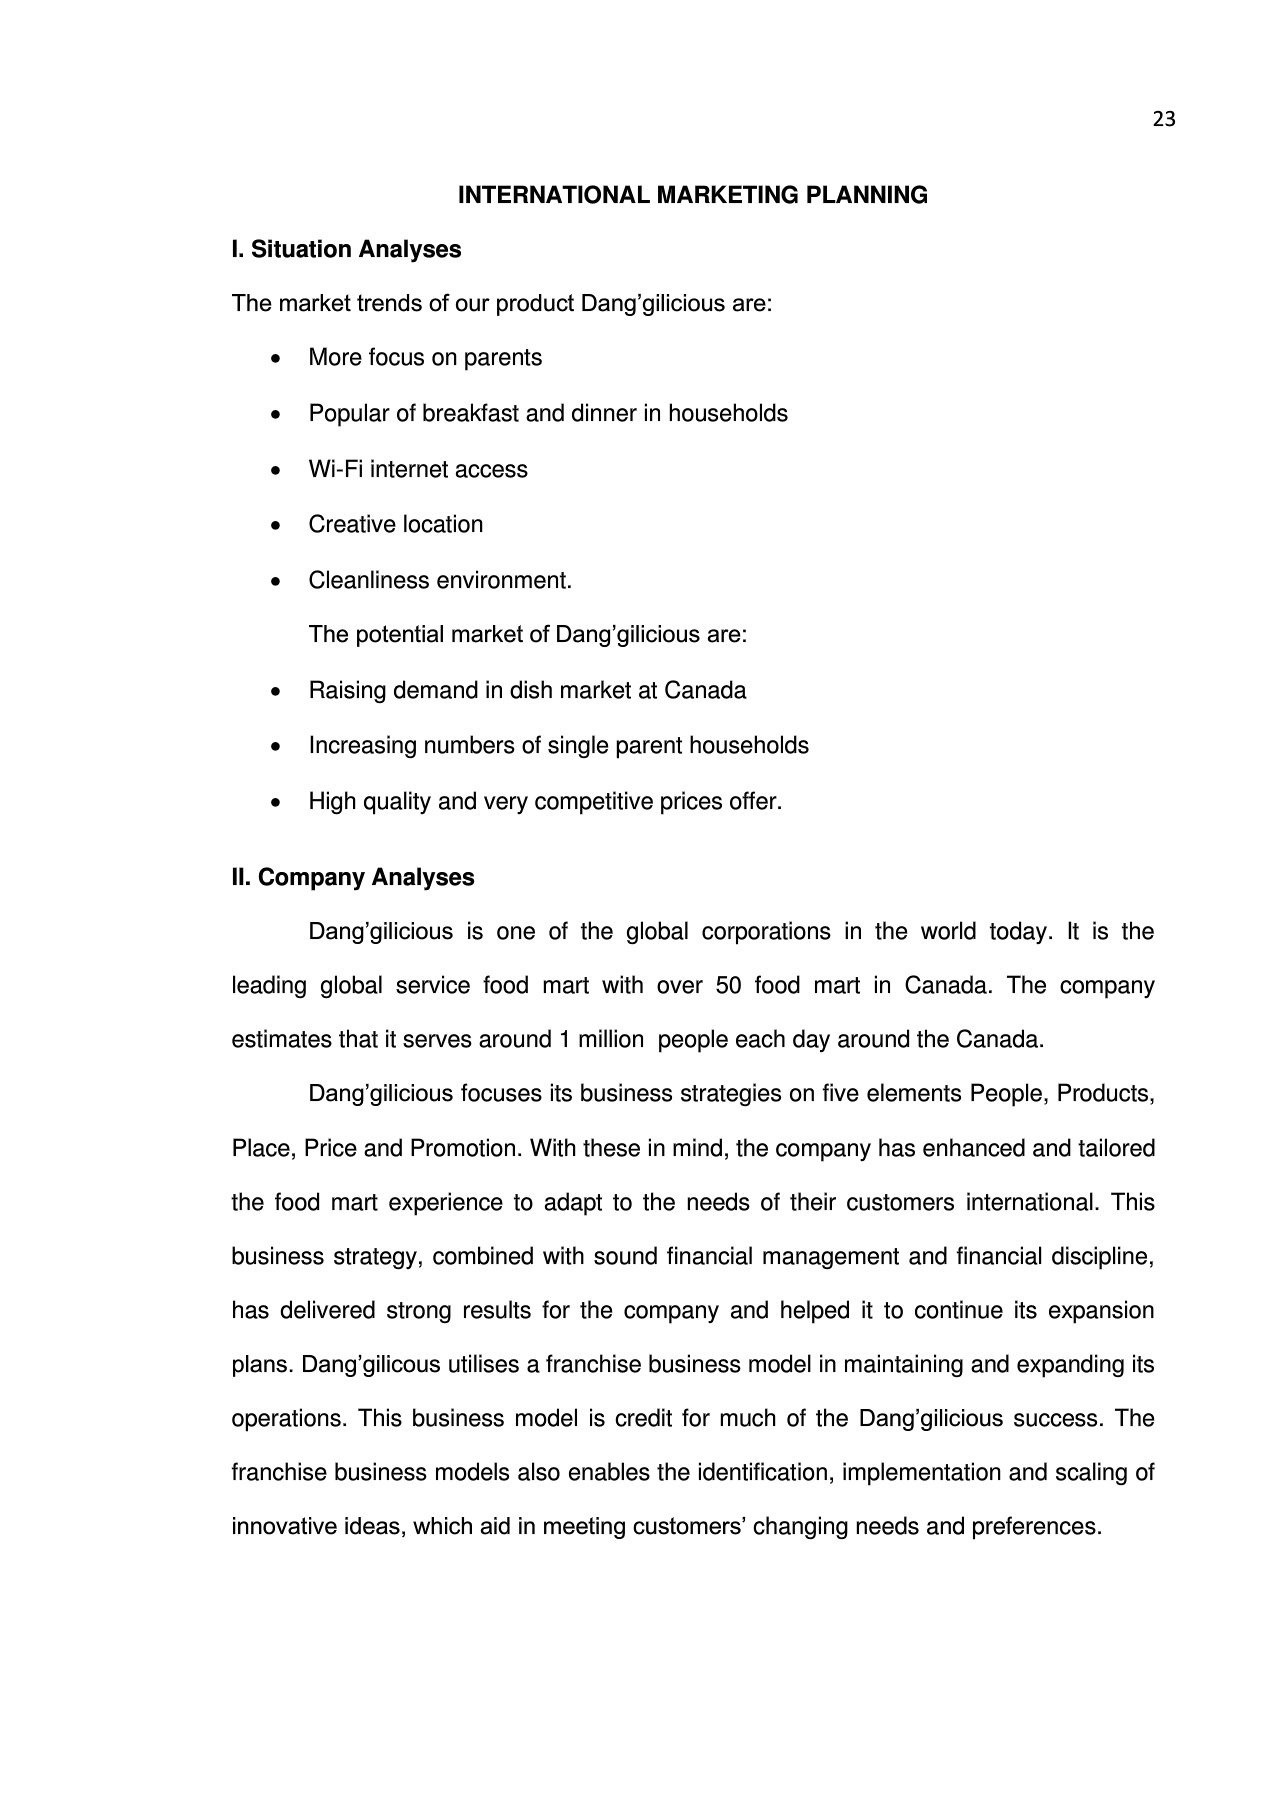 23
INTERNATIONAL MARKETING PLANNING
I. Situation Analyses
The market trends of our product Dang’gilicious are:
• More focus on parents
• Popular of breakfast and dinner in households
• Wi-Fi internet access
• Creative location
• Cleanliness environment.
The potential market of Dang’gilicious are:
• Raising demand in dish market at Canada
• Increasing numbers of single parent households
• High quality and very competitive prices offer.
II. Company Analyses
Dang’gilicious is one of the global corporations in the world today. It is the
leading global service food mart with over 50 food mart in Canada. The company
estimates that it serves around 1 million  people each day around the Canada.
Dang’gilicious focuses its business strategies on five elements People, Products,
Place, Price and Promotion. With these in mind, the company has enhanced and tailored
the food mart experience to adapt to the needs of their customers international. This
business strategy, combined with sound financial management and financial discipline,
has delivered strong results for the company and helped it to continue its expansion
plans. Dang’gilicous utilises a franchise business model in maintaining and expanding its
operations. This business model is credit for much of the Dang’gilicious success. The
franchise business models also enables the identification, implementation and scaling of
innovative ideas, which aid in meeting customers’ changing needs and preferences.